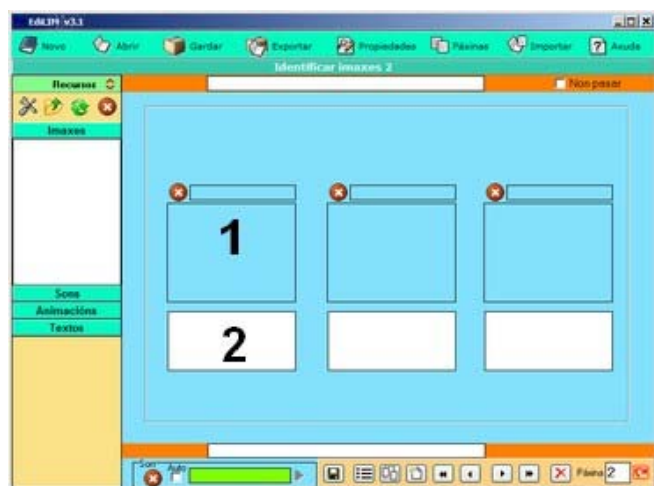 EdiLIM v3.1
Novo Abrir Gardar Exportar Propiedades Páxinas Importar Axuda
Identificar imaxes 2
Recursos
Non pasar
Imaxes
1
Sons
Animacións
Textos
2
Son
Auto
Páxina 2